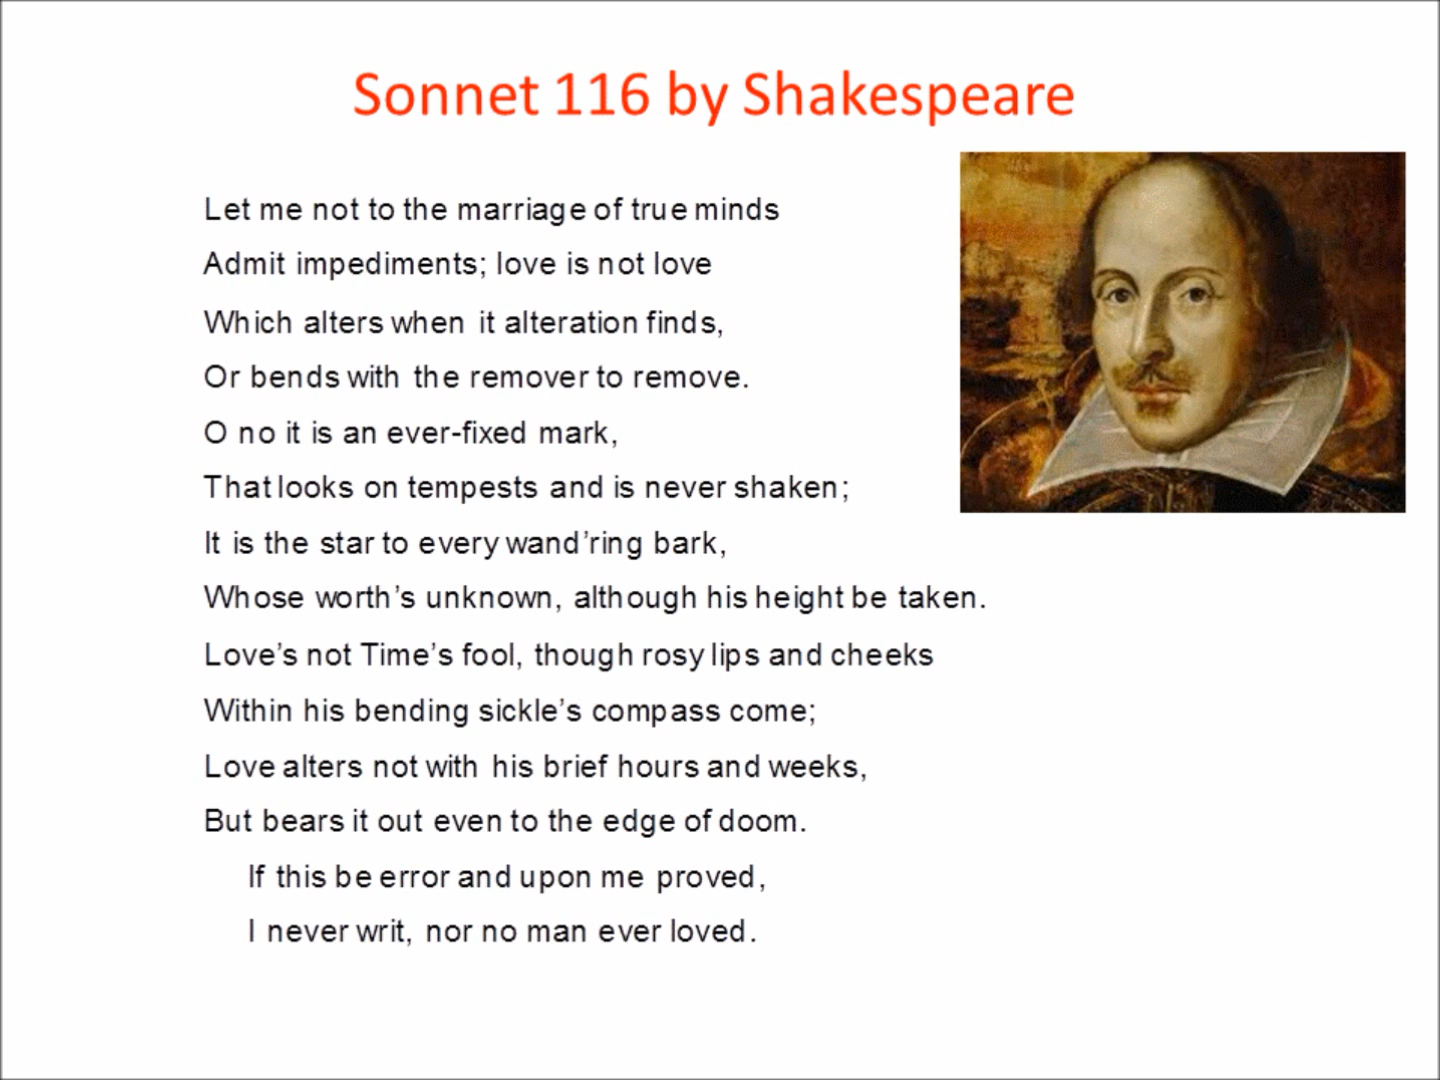 Sonnet 116 by Shakespeare
Let me not to the marriage of true minds
Admit impediments; love is not love
Which alters when it alteration finds,
Or bends with the remover to remove.
O no it is an ever-fixed mark,
That looks on tempests and is never shaken;
It is the star to every wand’ring bark,
Whose worth’s unknown, although his height be taken.
Love’s not Time’s fool, though rosy lips and cheeks
Within his bending sickle’s compass come;
Love alters not with his brief hours and weeks,
But bears it out even to the edge of doom.
If this be error and upon me proved,
I never writ, nor no man ever loved.